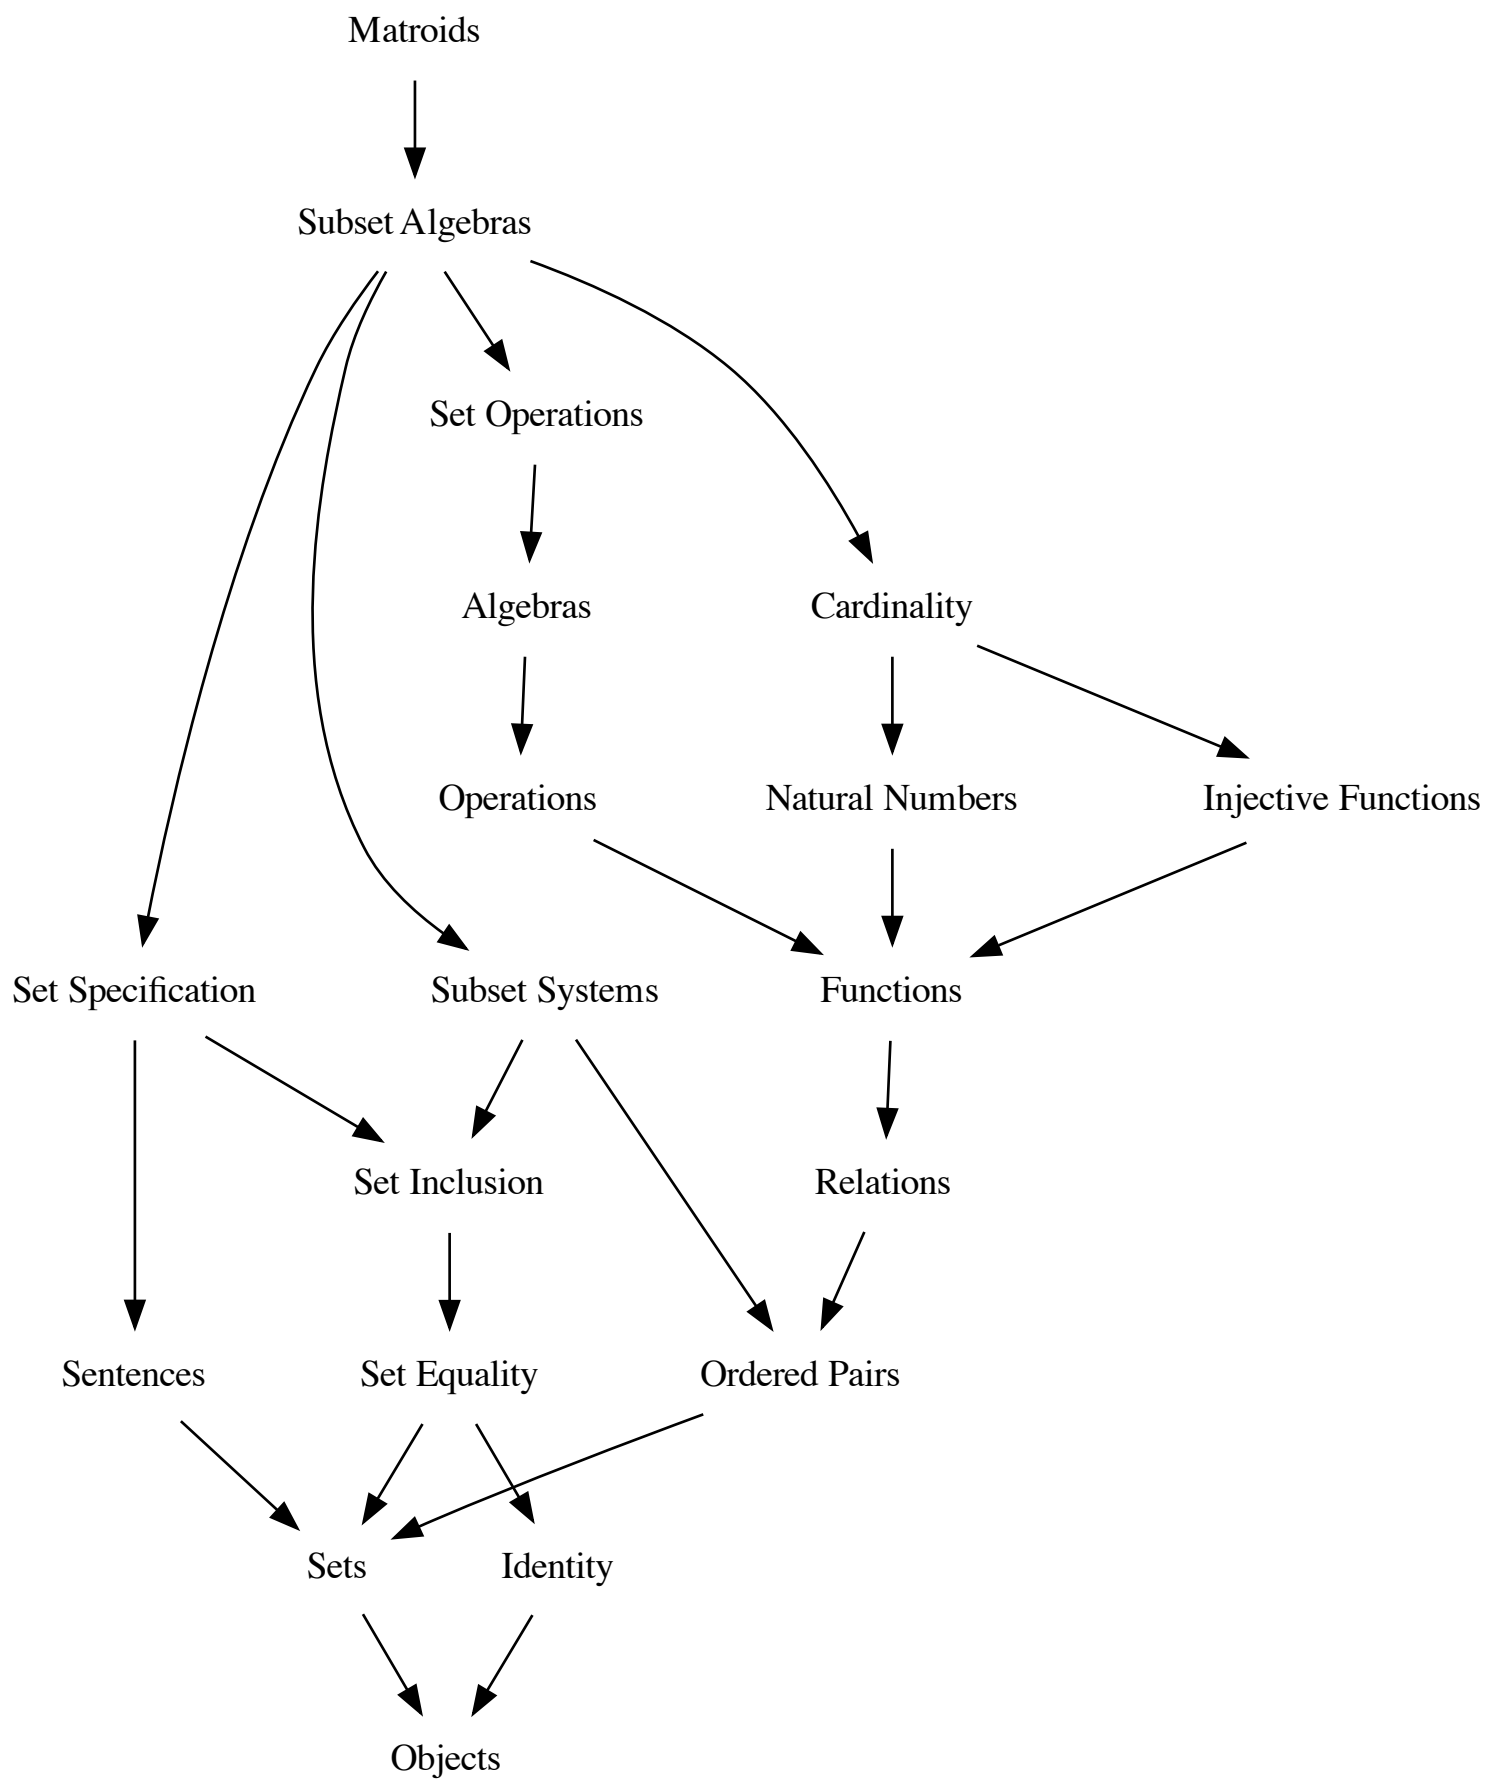 Matroids
Subset Algebras
Set Operations
Algebras
Cardinality
Operations
Natural Numbers
Injective Functions
Set Specification
Subset Systems
Functions
Set Inclusion
Relations
Sentences
Set Equality
Ordered Pairs
Sets
Identity
Objects